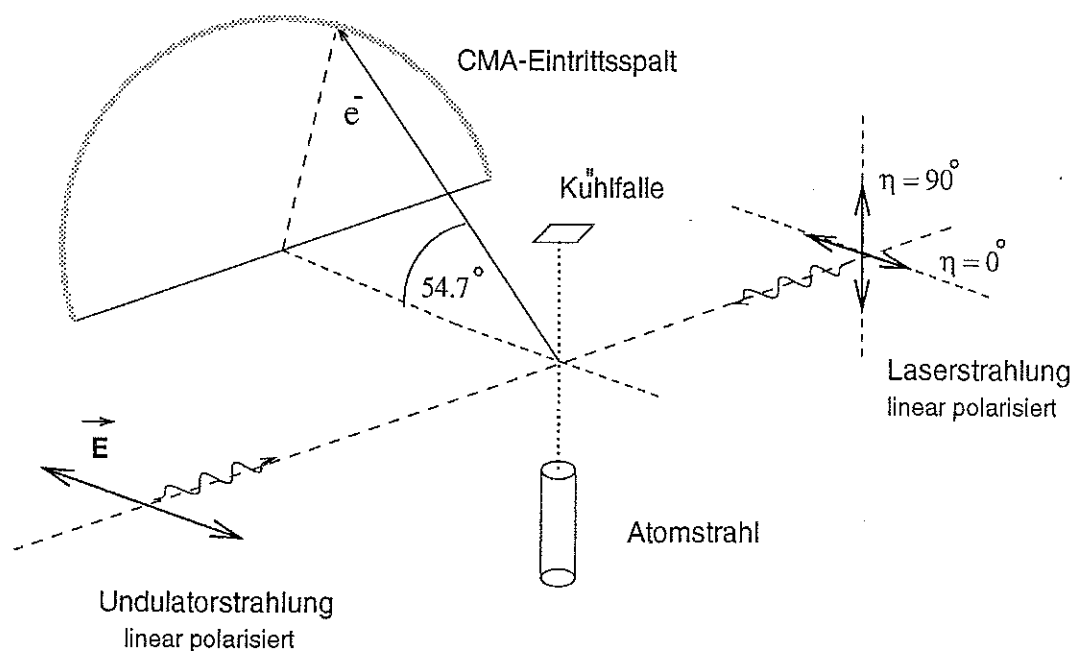 CMA-Eintrittsspalt
e⁻
Kühlfalle
η = 90°
η = 0°
54.7°
Laserstrahlung
linear polarisiert
E
Atomstrahl
Undulatorstrahlung
linear polarisiert